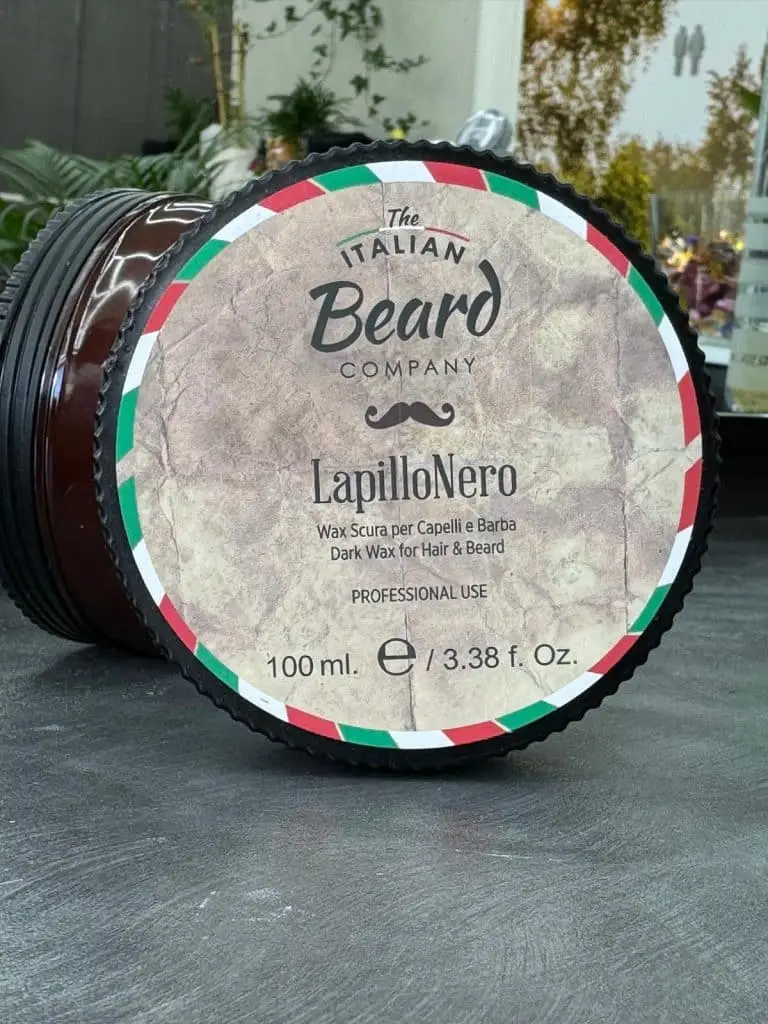 The
ITALIAN
Beard
COMPANY
LapilloNero
Wax Scura per Capelli e Barba
Dark Wax for Hair & Beard
PROFESSIONAL USE
100 ml. ℮ / 3.38 f. Oz.